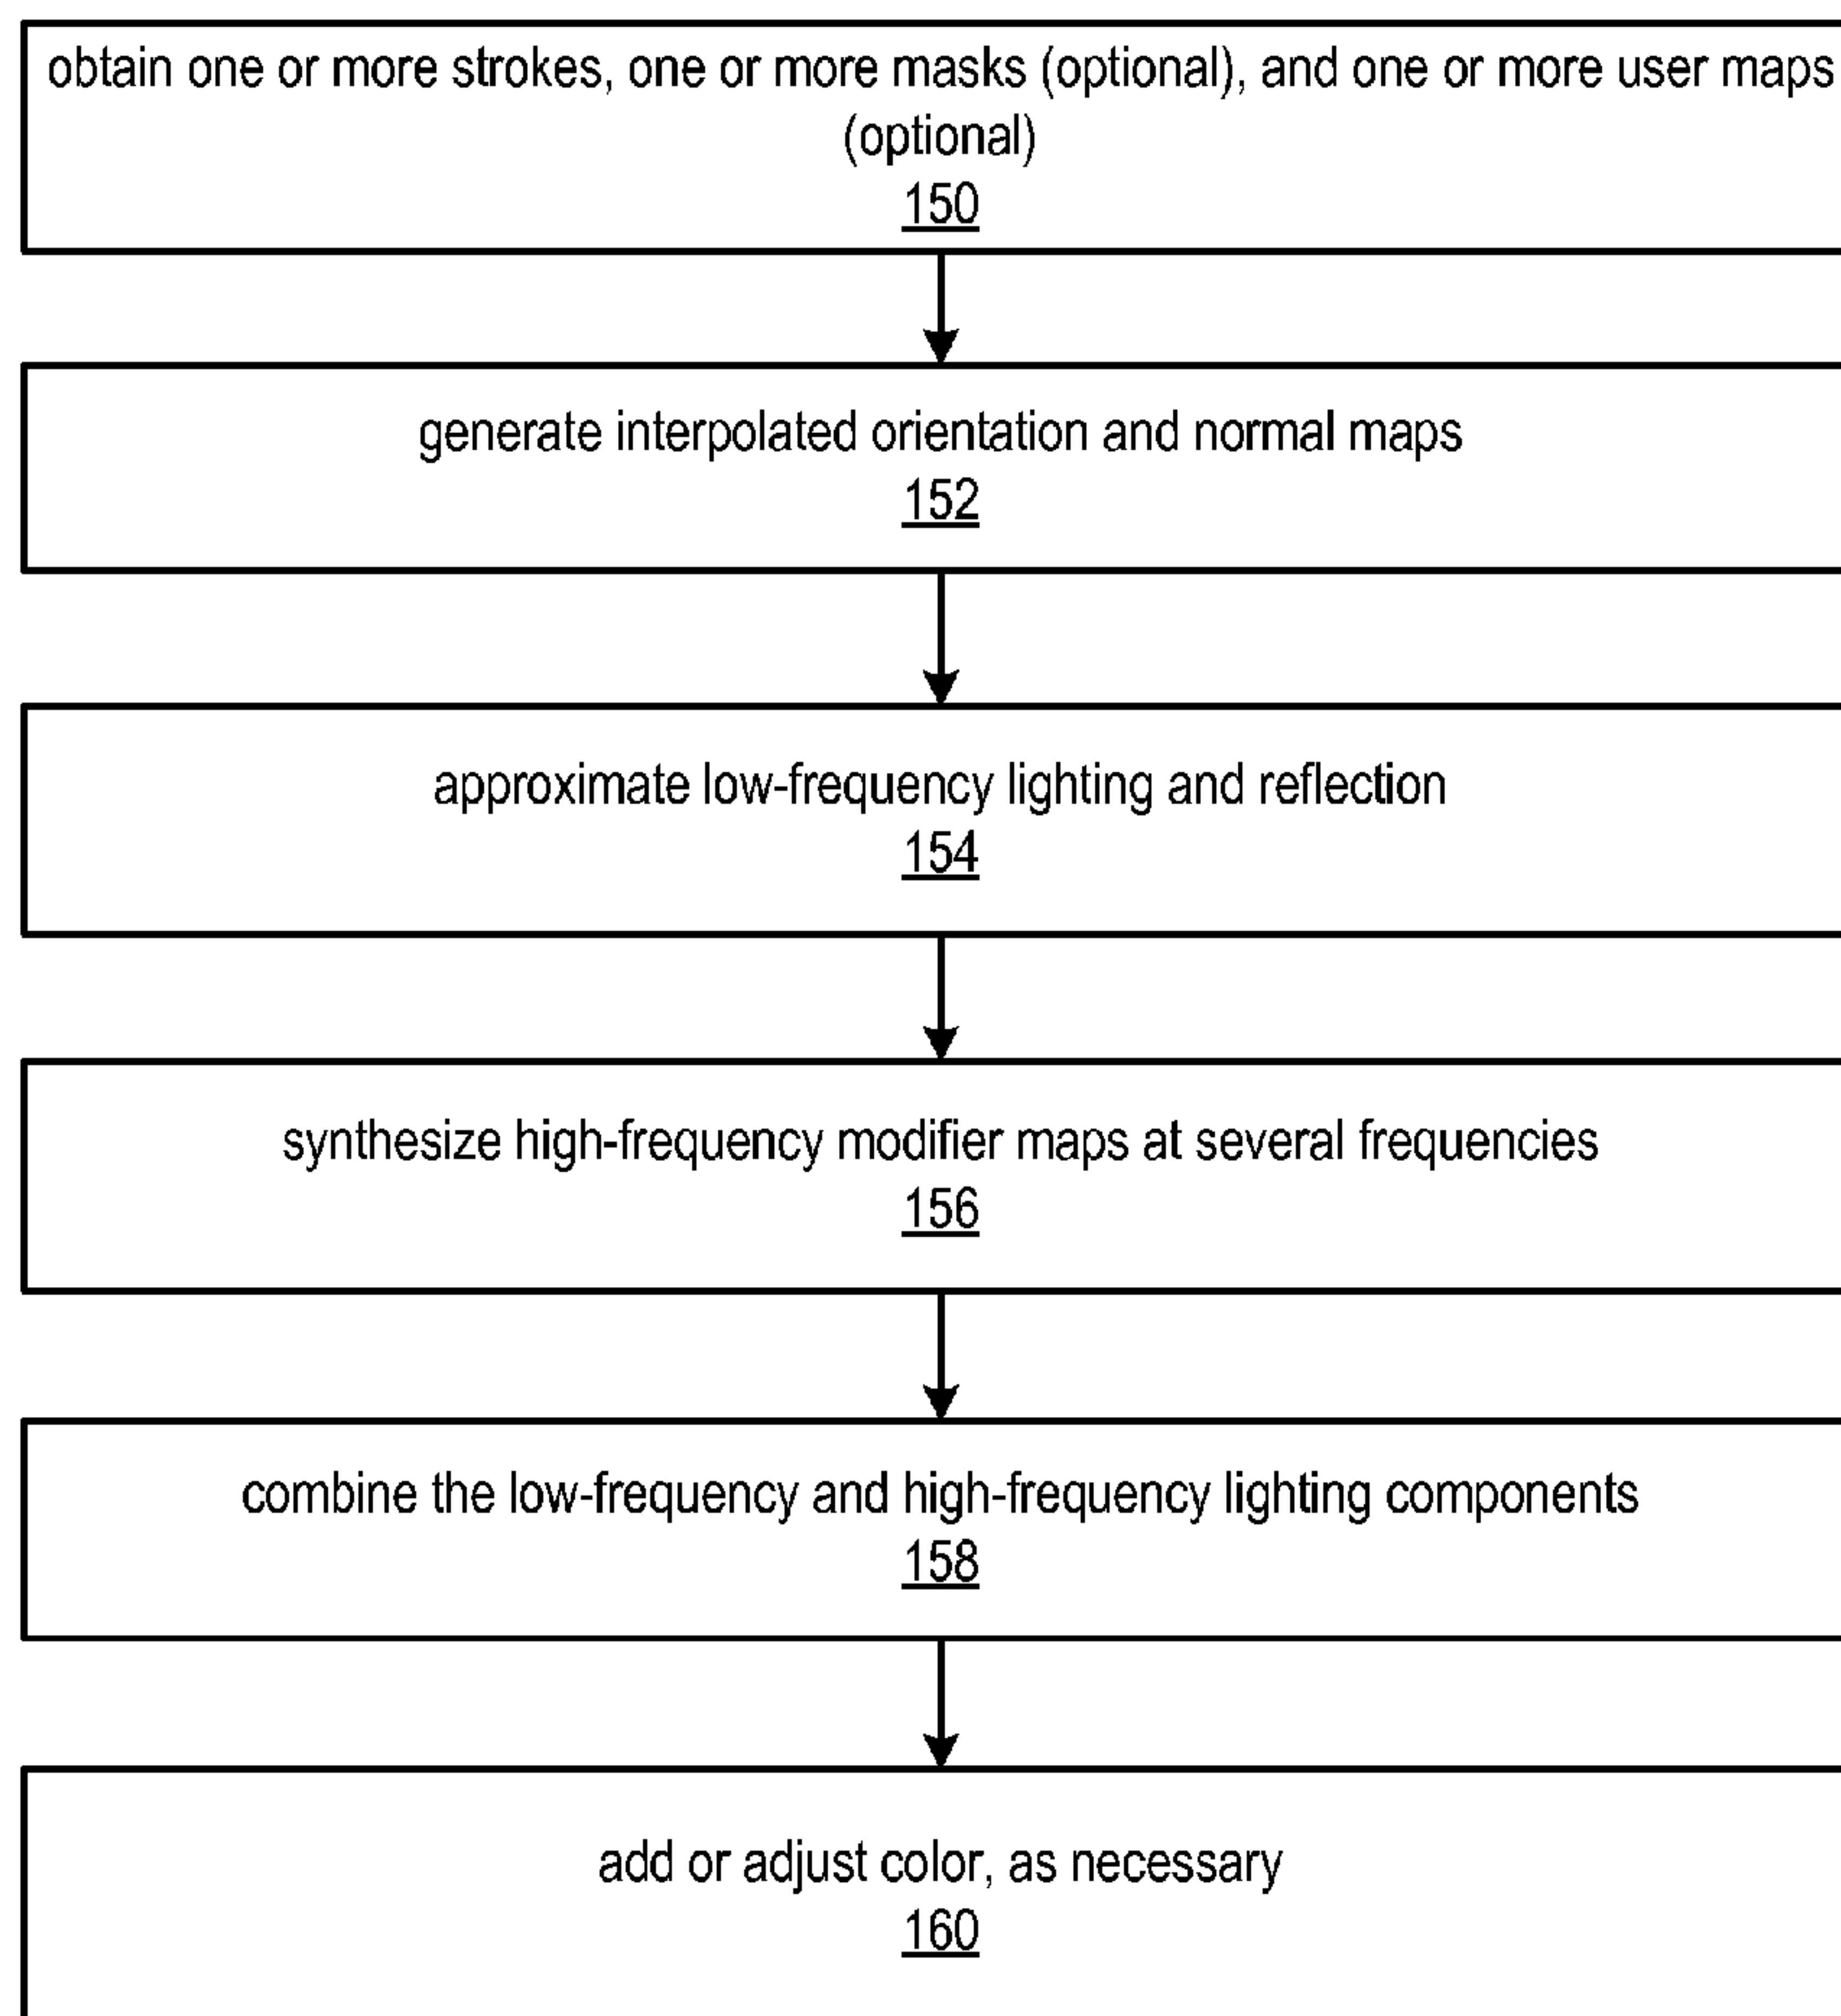 obtain one or more strokes, one or more masks (optional), and one or more user maps
(optional)
150
generate interpolated orientation and normal maps
152
approximate low-frequency lighting and reflection
154
synthesize high-frequency modifier maps at several frequencies
156
combine the low-frequency and high-frequency lighting components
158
add or adjust color, as necessary
160